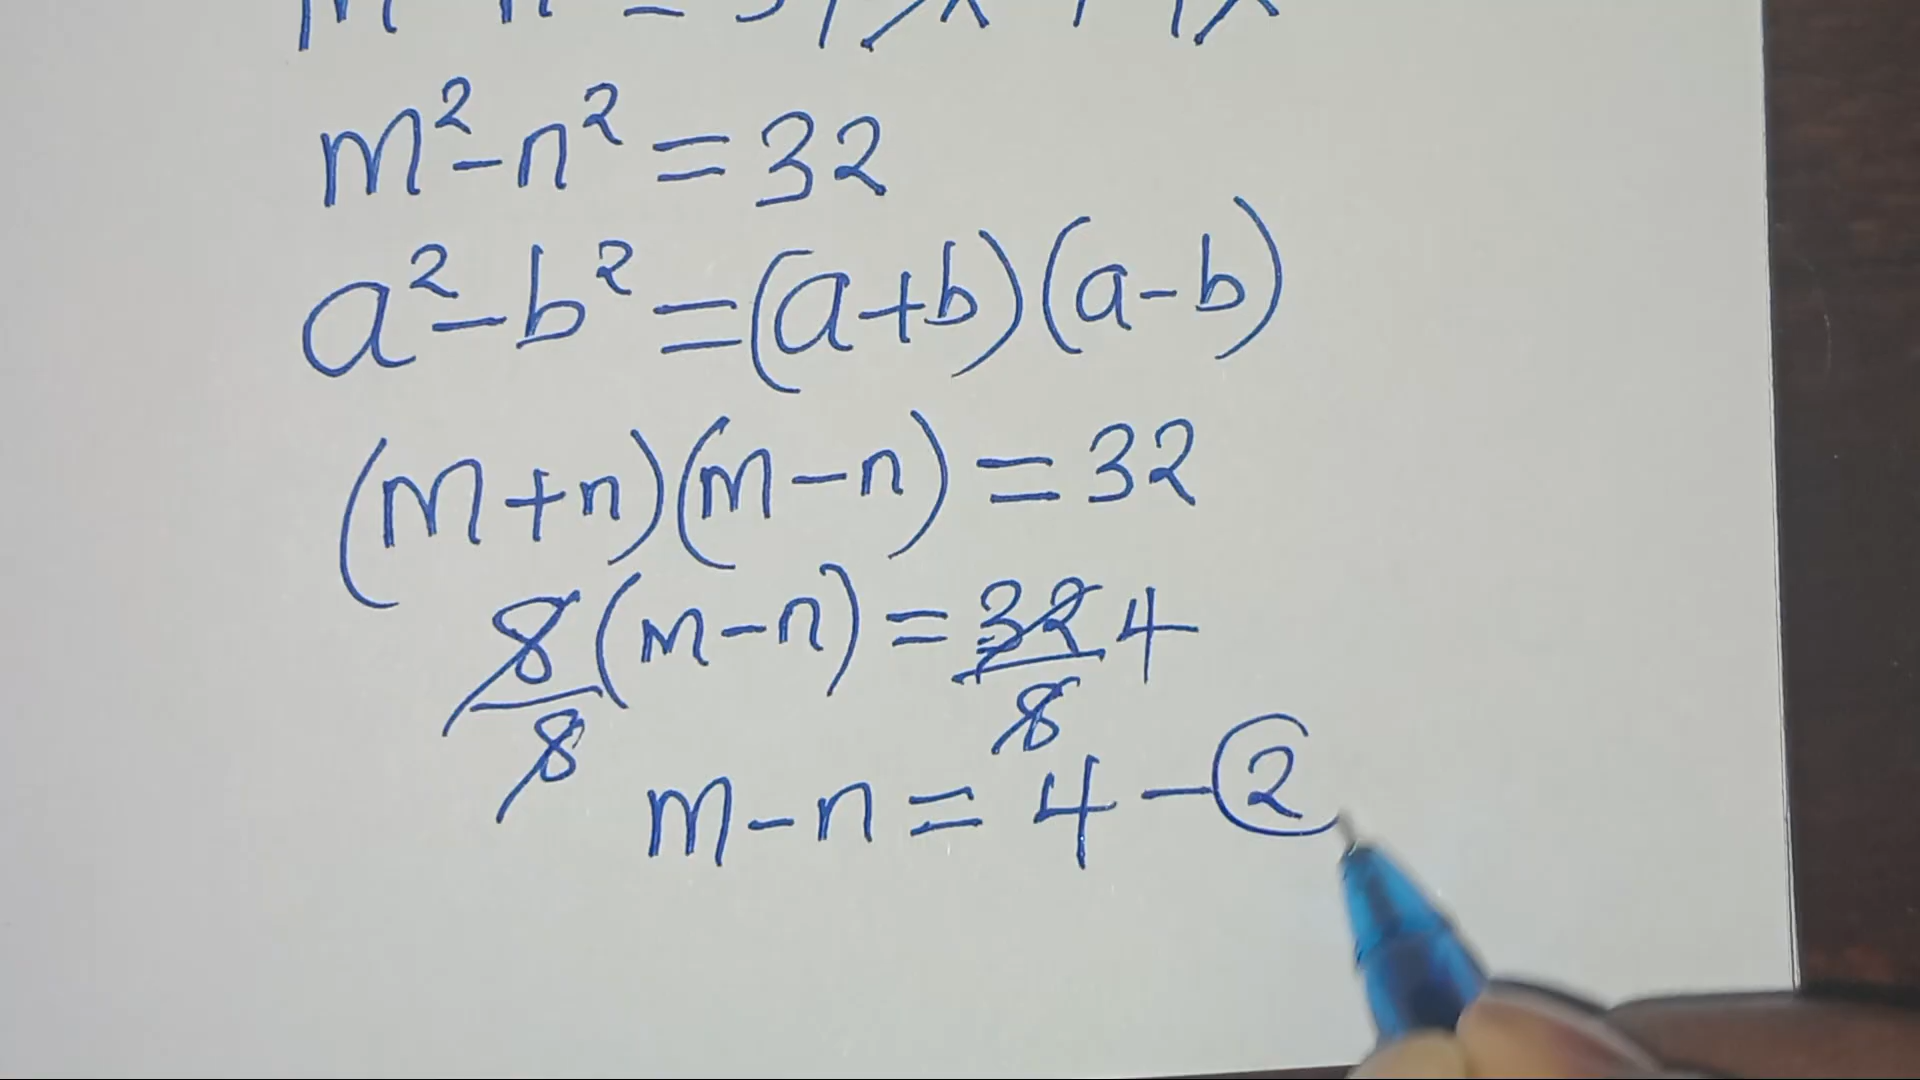 m²-n²=32
a²-b²=(a+b)(a-b)
(m+n)(m-n)=32
8/8(m-n)=32/8 4
m-n=4-②